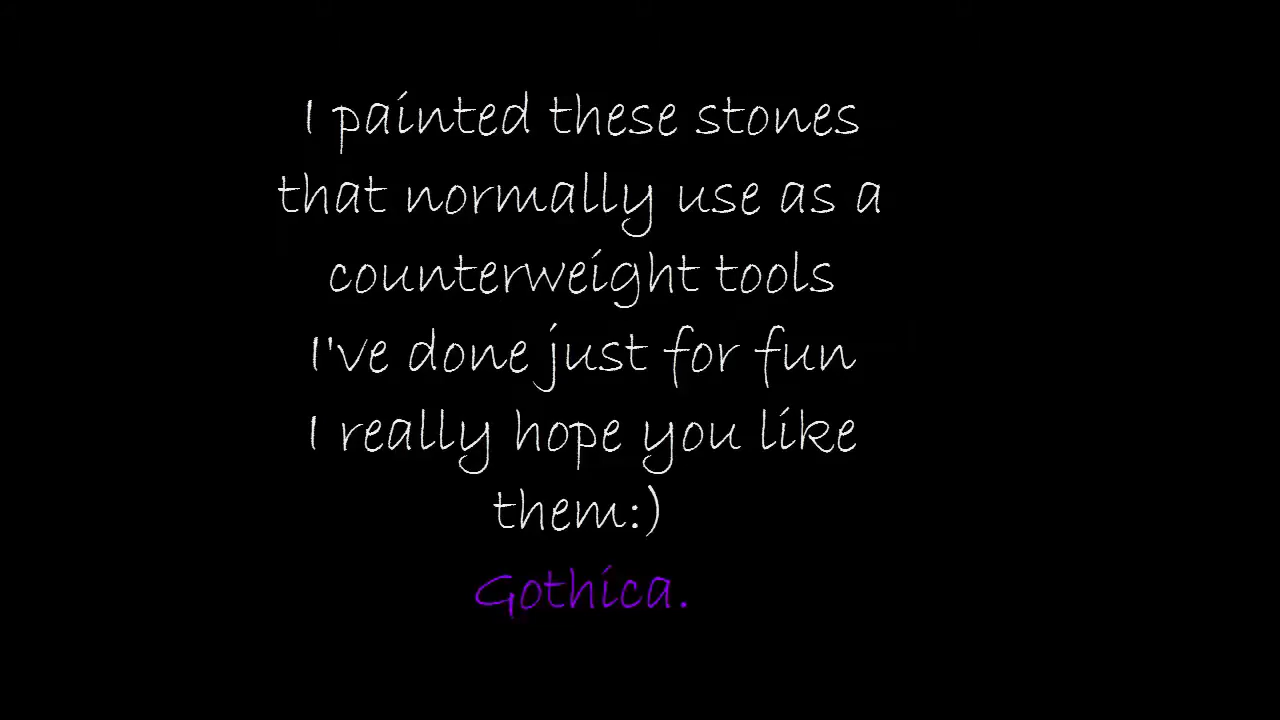 I painted these stones
that normally use as a
counterweight tools
I've done just for fun
I really hope you like
them:)
Gothica.